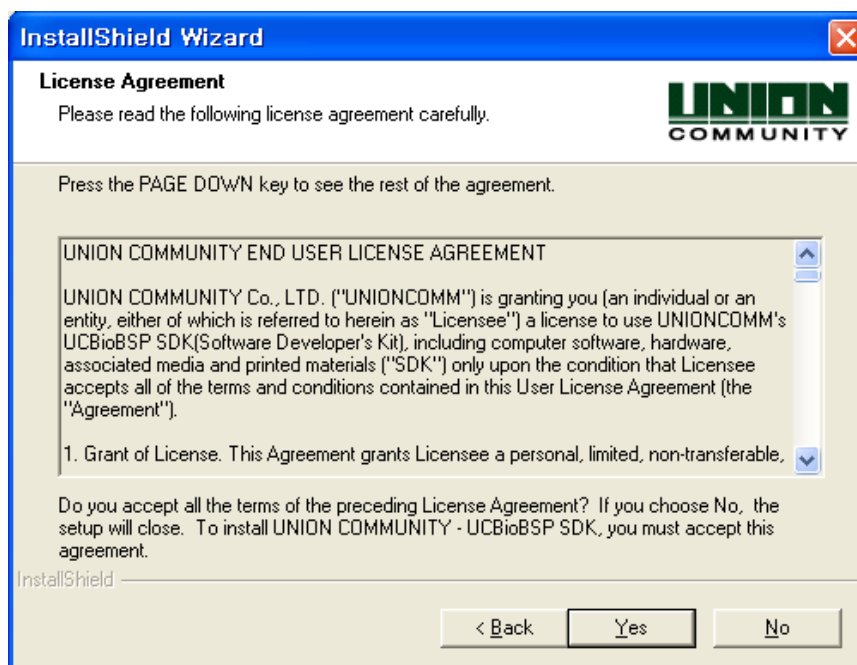 InstallShield Wizard
License Agreement
Please read the following license agreement carefully.
UNION
COMMUNITY
Press the PAGE DOWN key to see the rest of the agreement.
UNION COMMUNITY END USER LICENSE AGREEMENT
UNION COMMUNITY Co., LTD. ("UNIONCOMM") is granting you (an individual or an
entity, either of which is referred to herein as "Licensee") a license to use UNIONCOMM's
UCBioBSP SDK(Software Developer's Kit), including computer software, hardware,
associated media and printed materials ("SDK") only upon the condition that Licensee
accepts all of the terms and conditions contained in this User License Agreement (the
"Agreement").
1. Grant of License. This Agreement grants Licensee a personal, limited, non-transferable,
Do you accept all the terms of the preceding License Agreement? If you choose No, the
setup will close. To install UNION COMMUNITY - UCBioBSP SDK, you must accept this
agreement.
InstallShield
< Back
Yes
No